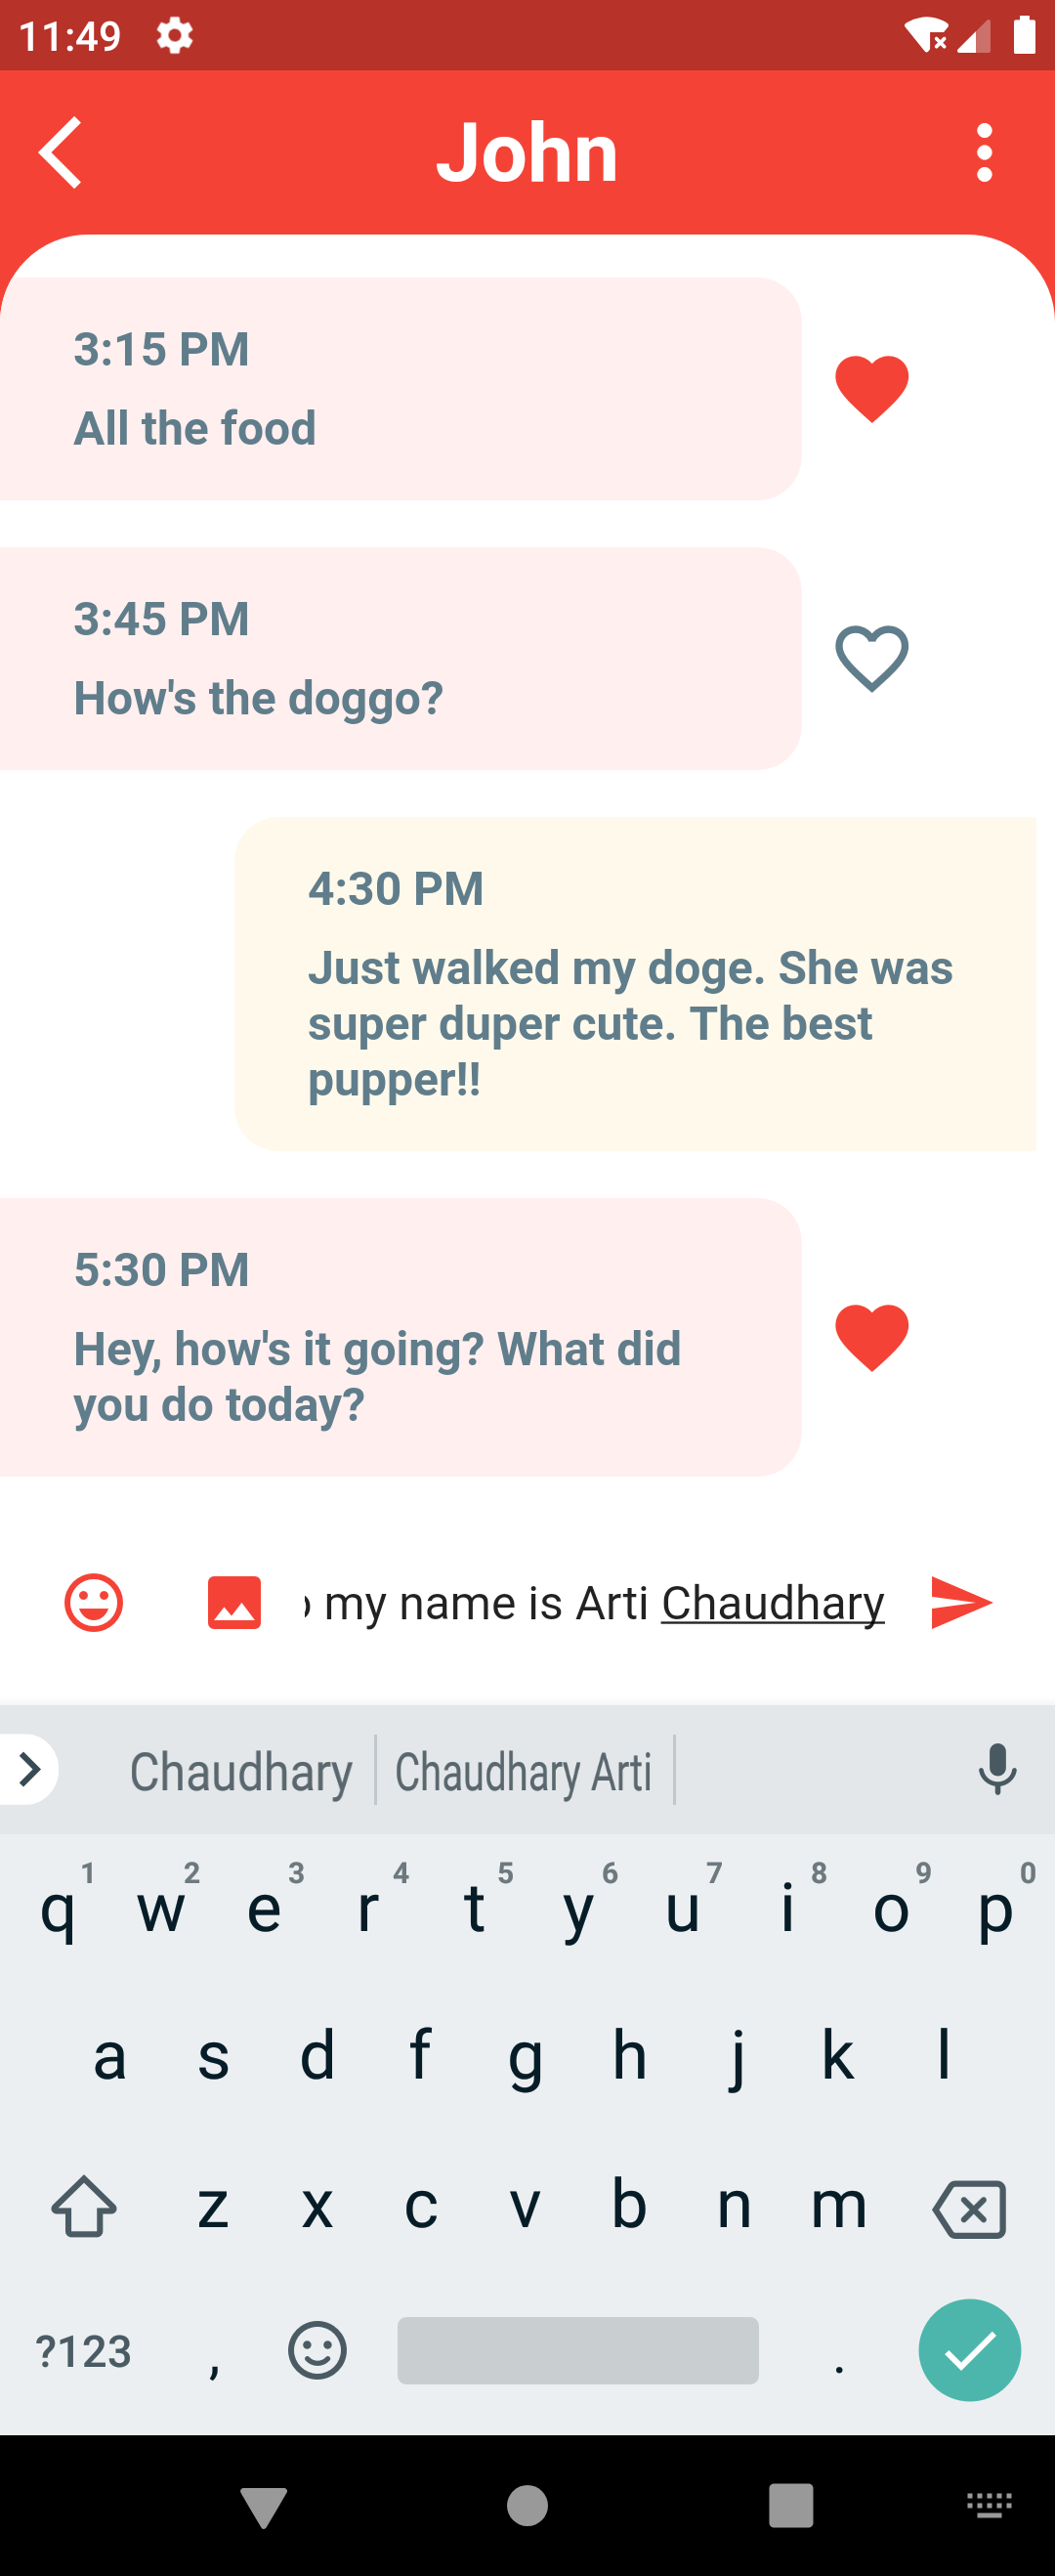 11:49
John
3:15 PM
All the food
3:45 PM
How's the doggo?
4:30 PM
Just walked my doge. She was
super duper cute. The best
pupper!!
5:30 PM
Hey, how's it going? What did
you do today?
my name is Arti Chaudhary
Chaudhary Chaudhary Arti
1 2 3 4 5 6 7 8 9 0
q w e r t y u i o p
a s d f g h j k l
z x c v b n m
?123 , .